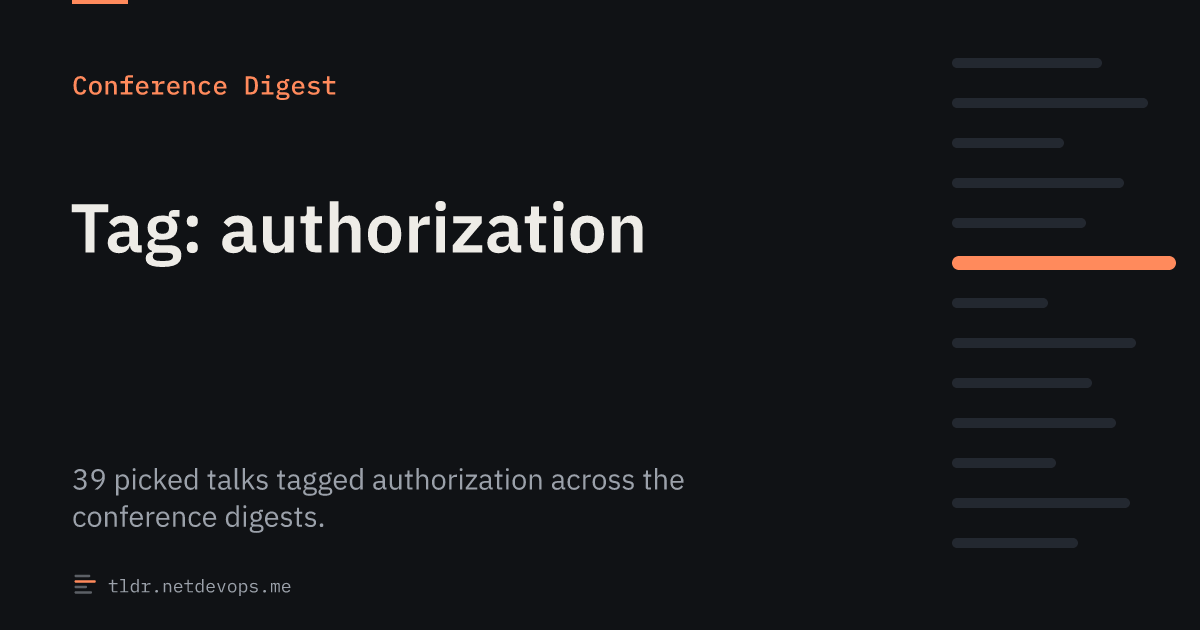 Conference Digest
Tag: authorization
39 picked talks tagged authorization across the
conference digests.
tldr.netdevops.me